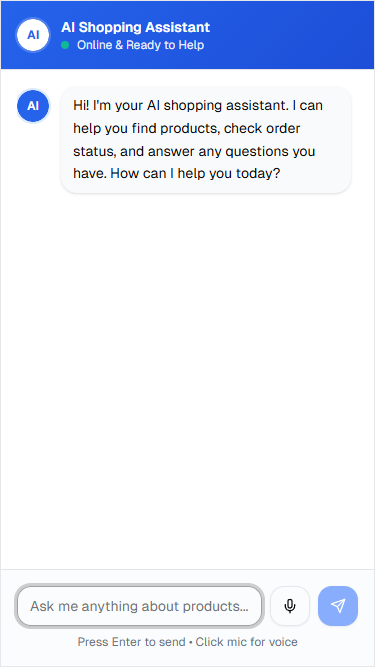 AI
AI Shopping Assistant
Online & Ready to Help
AI
Hi! I'm your AI shopping assistant. I can
help you find products, check order
status, and answer any questions you
have. How can I help you today?
Ask me anything about products...
Press Enter to send • Click mic for voice